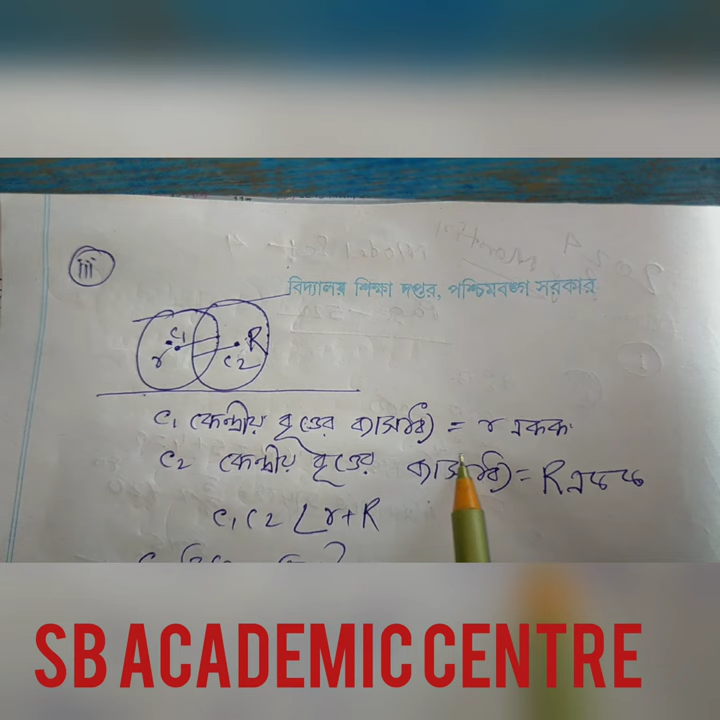 iii
বিদ্যালয় শিক্ষা দপ্তর, পশ্চিমবঙ্গ সরকার
C1
r
R
C2
C1 কেন্দ্রীয় বৃত্তের ব্যাসার্ধ = r একক
C2 কেন্দ্রীয় বৃত্তের ব্যাসার্ধ = R একক
C1C2 ∠ r+R
SB ACADEMIC CENTRE